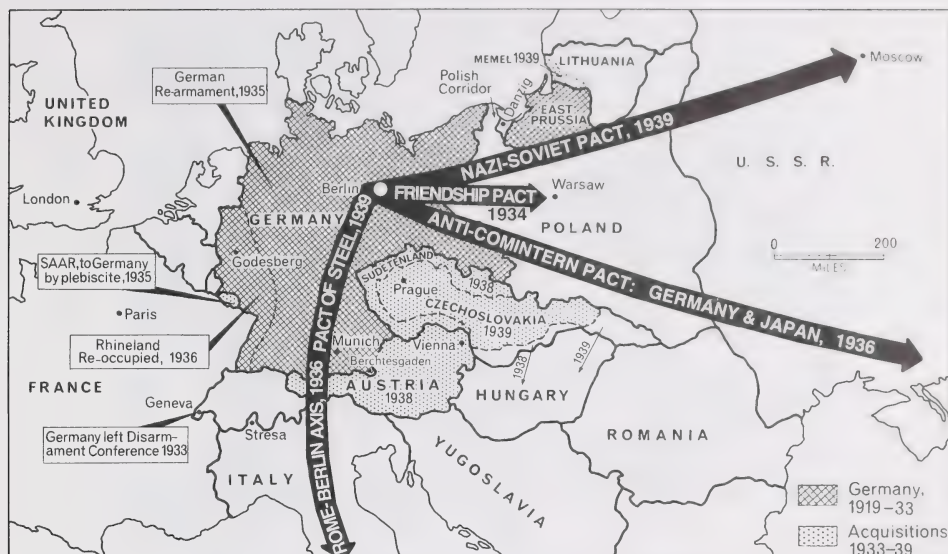 German
Re-armament, 1935
UNITED
KINGDOM
London
MEMEL 1939
LITHUANIA
Polish
Corridor
Danzig
EAST
PRUSSIA
Moscow
NAZI-SOVIET PACT, 1939
U. S. S. R.
Berlin
FRIENDSHIP PACT
1934
Warsaw
POLAND
GERMANY
ANTI-COMINTERN PACT: GERMANY & JAPAN, 1936
0 200
MILES
Godesberg
SAAR, to Germany
by plebiscite, 1935
Paris
Rhineland
Re-occupied, 1936
SUDETENLAND
1938
Prague
CZECHOSLOVAKIA
1939
Munich
Vienna
Berchtesgaden
AUSTRIA
1938
1938
1939
HUNGARY
FRANCE
Geneva
Germany left Disarm-
ament Conference 1933
Stresa
ITALY
ROME-BERLIN AXIS, 1936 PACT OF STEEL, 1939
YUGOSLAVIA
ROMANIA
Germany,
1919–33
Acquisitions
1933–39